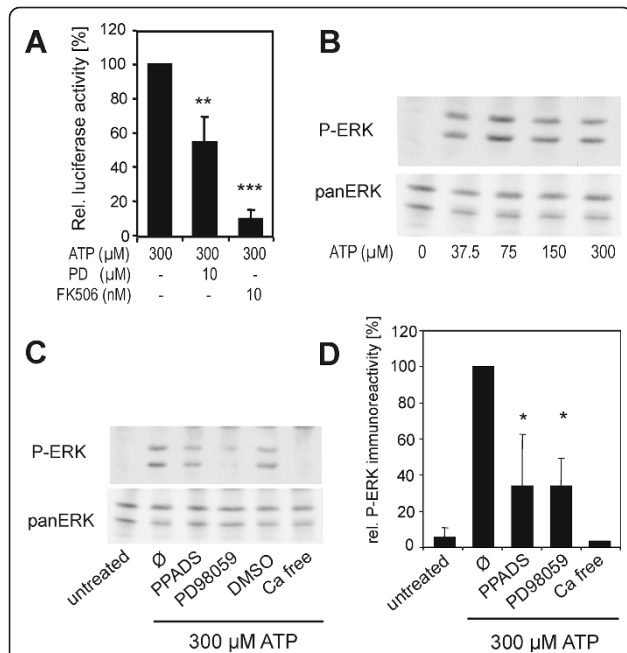 A
Rel. luciferase activity [%]
120
100
80
60
40
20
0
**
***
ATP (μM) 300 300 300
PD (μM) - 10 -
FK506 (nM) - - 10
B
P-ERK
panERK
ATP 0 37.5 75 150 300
(μM)
C
P-ERK
panERK
untreated
Ø
PPADS
PD98059
DMSO
Ca free
300 μM ATP
D
rel. P-ERK immunoreactivity [%]
120
100
80
60
40
20
0
*
*
untreated
Ø
PPADS
PD98059
Ca free
300 μM ATP